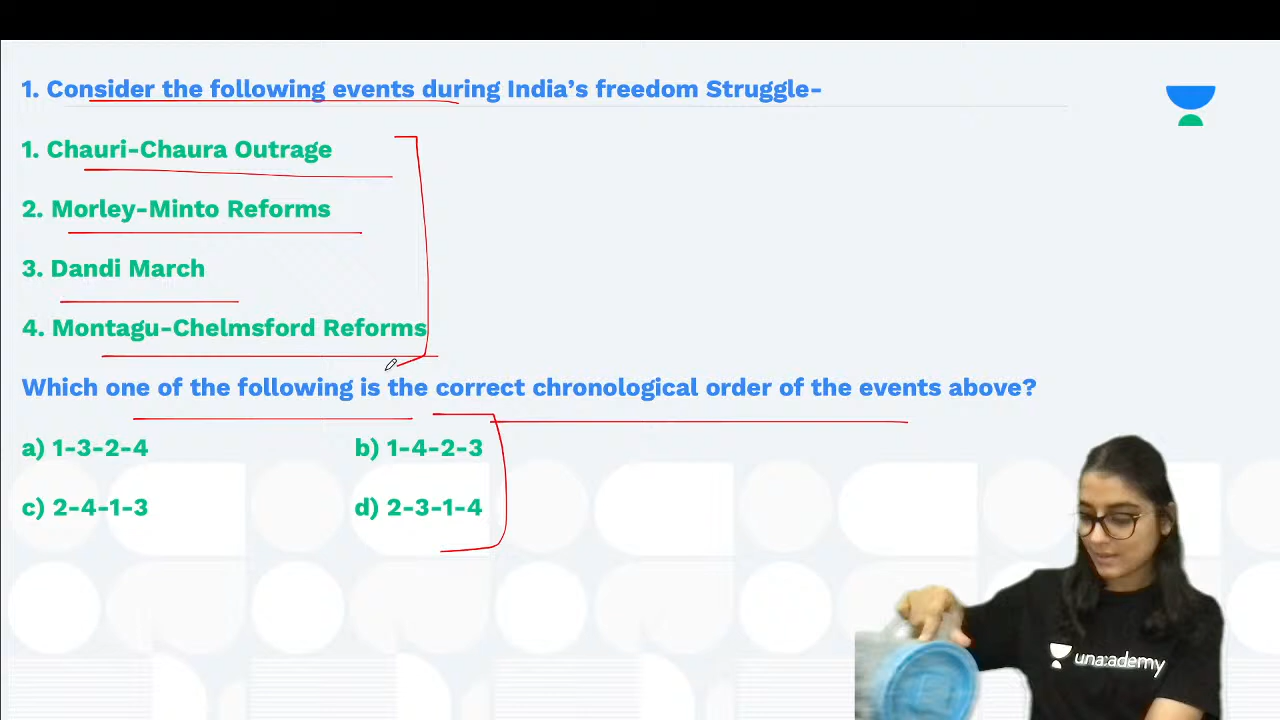 1. Consider the following events during India’s freedom Struggle-
1. Chauri-Chaura Outrage
2. Morley-Minto Reforms
3. Dandi March
4. Montagu-Chelmsford Reforms
Which one of the following is the correct chronological order of the events above?
a) 1-3-2-4 b) 1-4-2-3
c) 2-4-1-3 d) 2-3-1-4
unacademy